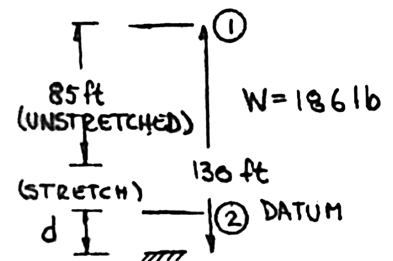 ①
85 ft
(UNSTRETCHED)
W=186 lb
130 ft
(STRETCH)
② DATUM
d